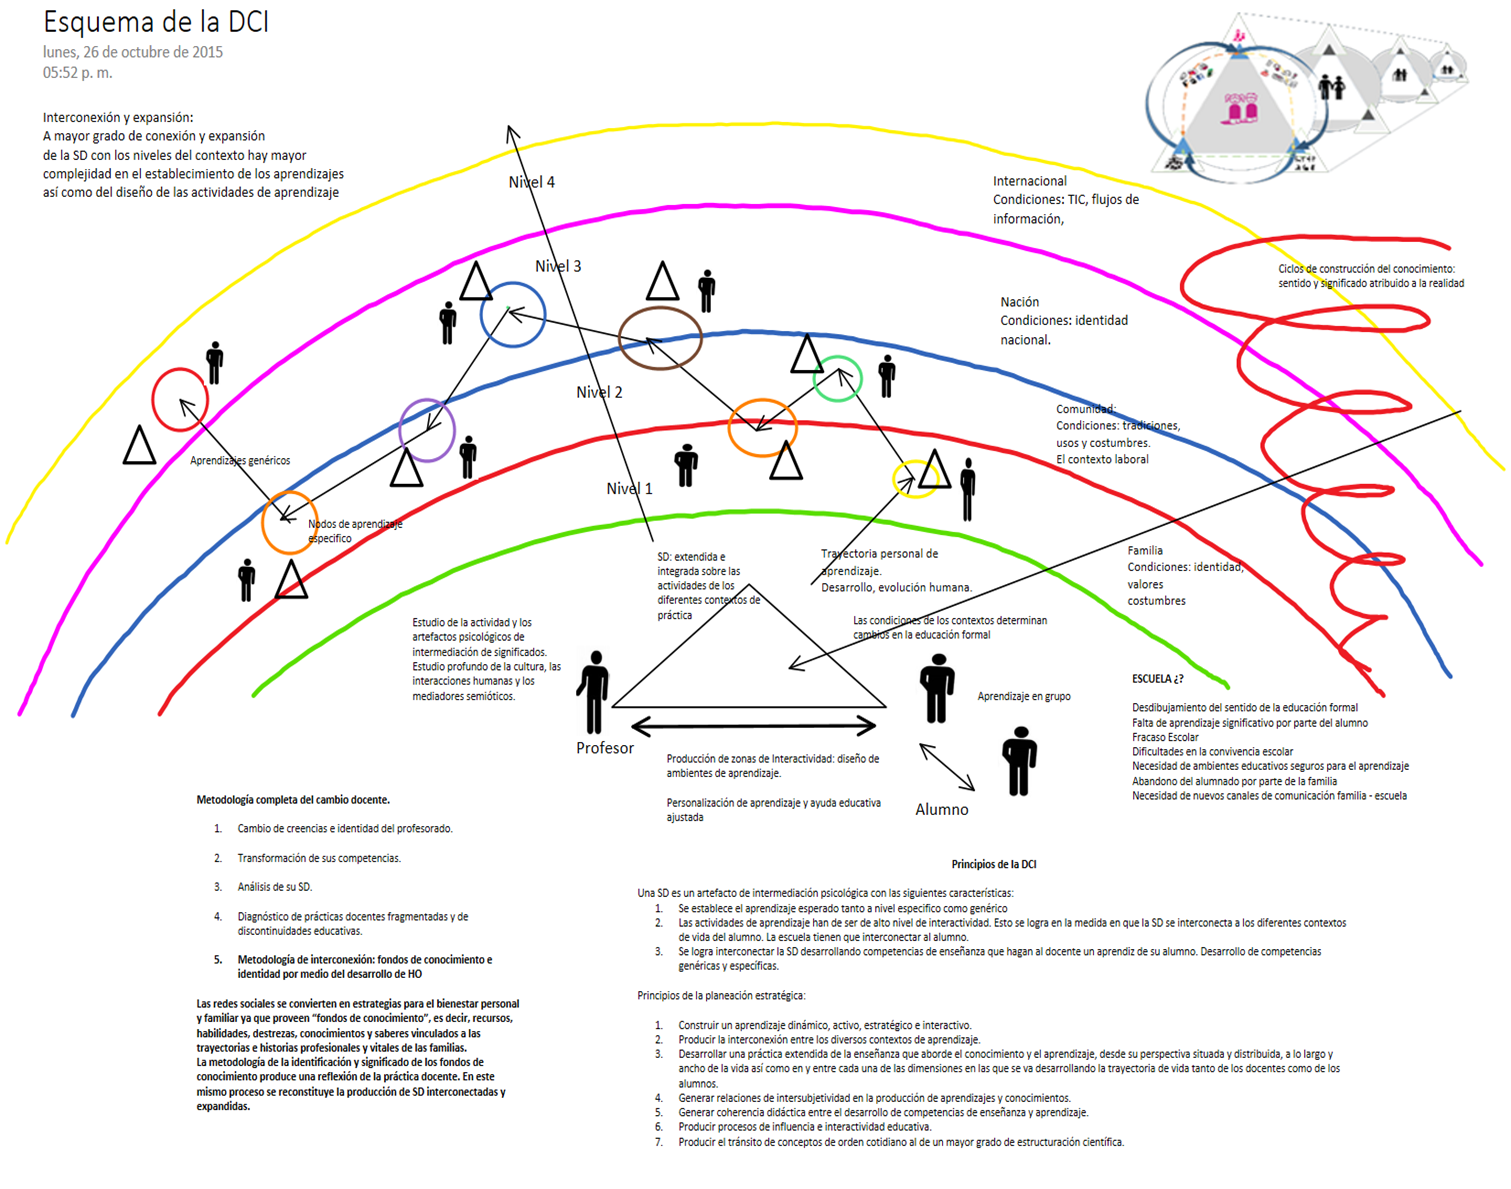 Esquema de la DCI
lunes, 26 de octubre de 2015
05:52 p. m.
Interconexión y expansión:
A mayor grado de conexión y expansión
de la SD con los niveles del contexto hay mayor
complejidad en el establecimiento de los aprendizajes
así como del diseño de las actividades de aprendizaje
Nivel 4
Nivel 3
Nivel 2
Nivel 1
Internacional
Condiciones: TIC, flujos de
información,
Ciclos de construcción del conocimiento:
sentido y significado atribuido a la realidad
Nación
Condiciones: identidad
nacional.
Comunidad:
Condiciones: tradiciones,
usos y costumbres.
El contexto laboral
Aprendizajes genéricos
Nodos de aprendizaje
especifico
SD: extendida e
integrada sobre las
actividades de los
diferentes contextos de
práctica
Trayectoria personal de
aprendizaje.
Desarrollo, evolución humana.
Familia
Condiciones: identidad,
valores
costumbres
Las condiciones de los contextos determinan
cambios en la educación formal
Estudio de la actividad y los
artefactos psicológicos de
intermediación de significados.
Estudio profundo de la cultura, las
interacciones humanas y los
mediadores semióticos.
Profesor
Aprendizaje en grupo
Alumno
Producción de zonas de Interactividad: diseño de
ambientes de aprendizaje.
Personalización de aprendizaje y ayuda educativa
ajustada
ESCUELA ¿?
Desdibujamiento del sentido de la educación formal
Falta de aprendizaje significativo por parte del alumno
Fracaso Escolar
Dificultades en la convivencia escolar
Necesidad de ambientes educativos seguros para el aprendizaje
Abandono del alumnado por parte de la familia
Necesidad de nuevos canales de comunicación familia - escuela
Metodología completa del cambio docente.
1. Cambio de creencias e identidad del profesorado.
2. Transformación de sus competencias.
3. Análisis de su SD.
4. Diagnóstico de prácticas docentes fragmentadas y de
discontinuidades educativas.
5. Metodología de interconexión: fondos de conocimiento e
identidad por medio del desarrollo de HO
Las redes sociales se convierten en estrategias para el bienestar personal
y familiar ya que proveen “fondos de conocimiento”, es decir, recursos,
habilidades, destrezas, conocimientos y saberes vinculados a las
trayectorias e historias profesionales y vitales de las familias.
La metodología de la identificación y significado de los fondos de
conocimiento produce una reflexión de la práctica docente. En este
mismo proceso se reconstituye la producción de SD interconectadas y
expandidas.
Principios de la DCI
Una SD es un artefacto de intermediación psicológica con las siguientes características:
1. Se establece el aprendizaje esperado tanto a nivel especifico como genérico
2. Las actividades de aprendizaje han de ser de alto nivel de interactividad. Esto se logra en la medida en que la SD se interconecta a los diferentes contextos
de vida del alumno. La escuela tienen que interconectar al alumno.
3. Se logra interconectar la SD desarrollando competencias de enseñanza que hagan al docente un aprendiz de su alumno. Desarrollo de competencias
genéricas y específicas.
Principios de la planeación estratégica:
1. Construir un aprendizaje dinámico, activo, estratégico e interactivo.
2. Producir la interconexión entre los diversos contextos de aprendizaje.
3. Desarrollar una práctica extendida de la enseñanza que aborde el conocimiento y el aprendizaje, desde su perspectiva situada y distribuida, a lo largo y
ancho de la vida así como en y entre cada una de las dimensiones en las que se va desarrollando la trayectoria de vida tanto de los docentes como de los
alumnos.
4. Generar relaciones de intersubjetividad en la producción de aprendizajes y conocimientos.
5. Generar coherencia didáctica entre el desarrollo de competencias de enseñanza y aprendizaje.
6. Producir procesos de influencia e interactividad educativa.
7. Producir el tránsito de conceptos de orden cotidiano al de un mayor grado de estructuración científica.